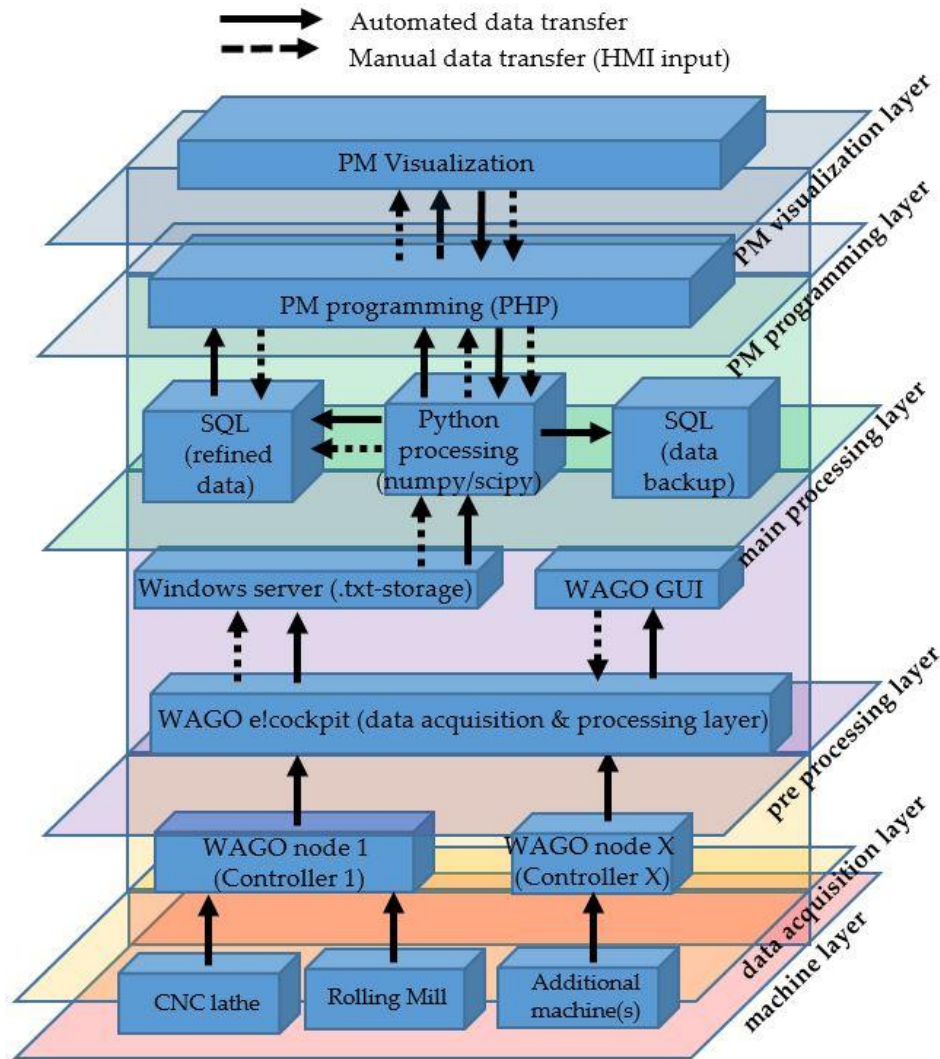 Automated data transfer
Manual data transfer (HMI input)
PM visualization layer
PM Visualization
PM programming layer
PM programming (PHP)
SQL
(refined
data)
Python
processing
(numpy/scipy)
SQL
(data
backup)
main processing layer
Windows server (.txt-storage)
WAGO GUI
WAGO e!cockpit (data acquisition & processing layer)
pre processing layer
WAGO node 1
(Controller 1)
WAGO node X
(Controller X)
data acquisition layer
machine layer
CNC lathe
Rolling Mill
Additional
machine(s)